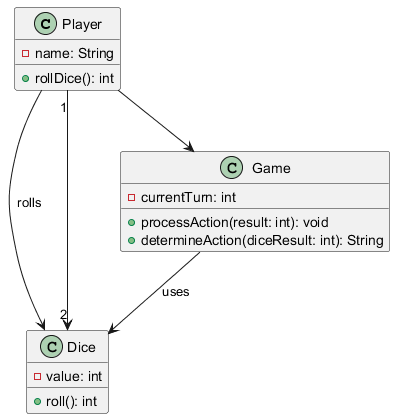 C Player
name: String
rollDice(): int
1
C Game
currentTurn: int
processAction(result: int): void
determineAction(diceResult: int): String
rolls
uses
2
C Dice
value: int
roll(): int